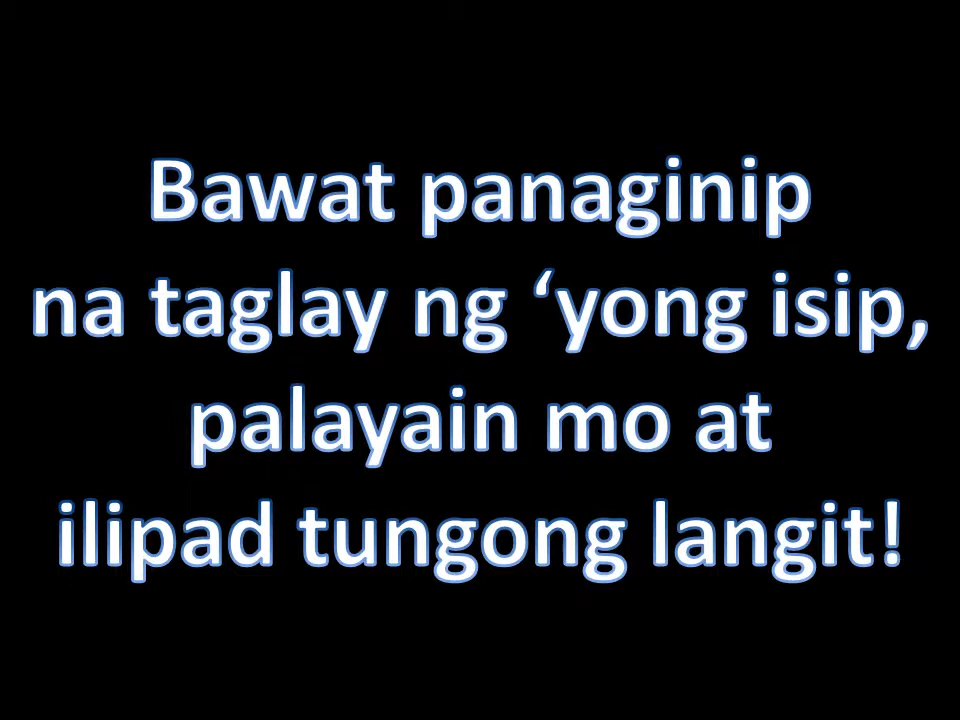 Bawat panaginip
na taglay ng ‘yong isip,
palayain mo at
ilipad tungong langit!